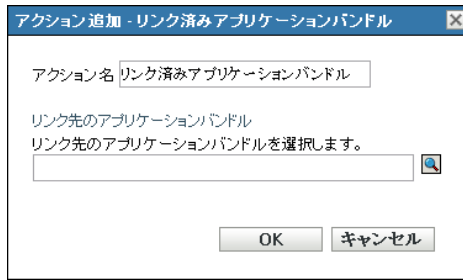 アクション追加 - リンク済みアプリケーションバンドル
アクション名 リンク済みアプリケーションバンドル
リンク先のアプリケーションバンドル
リンク先のアプリケーションバンドルを選択します。
OK キャンセル